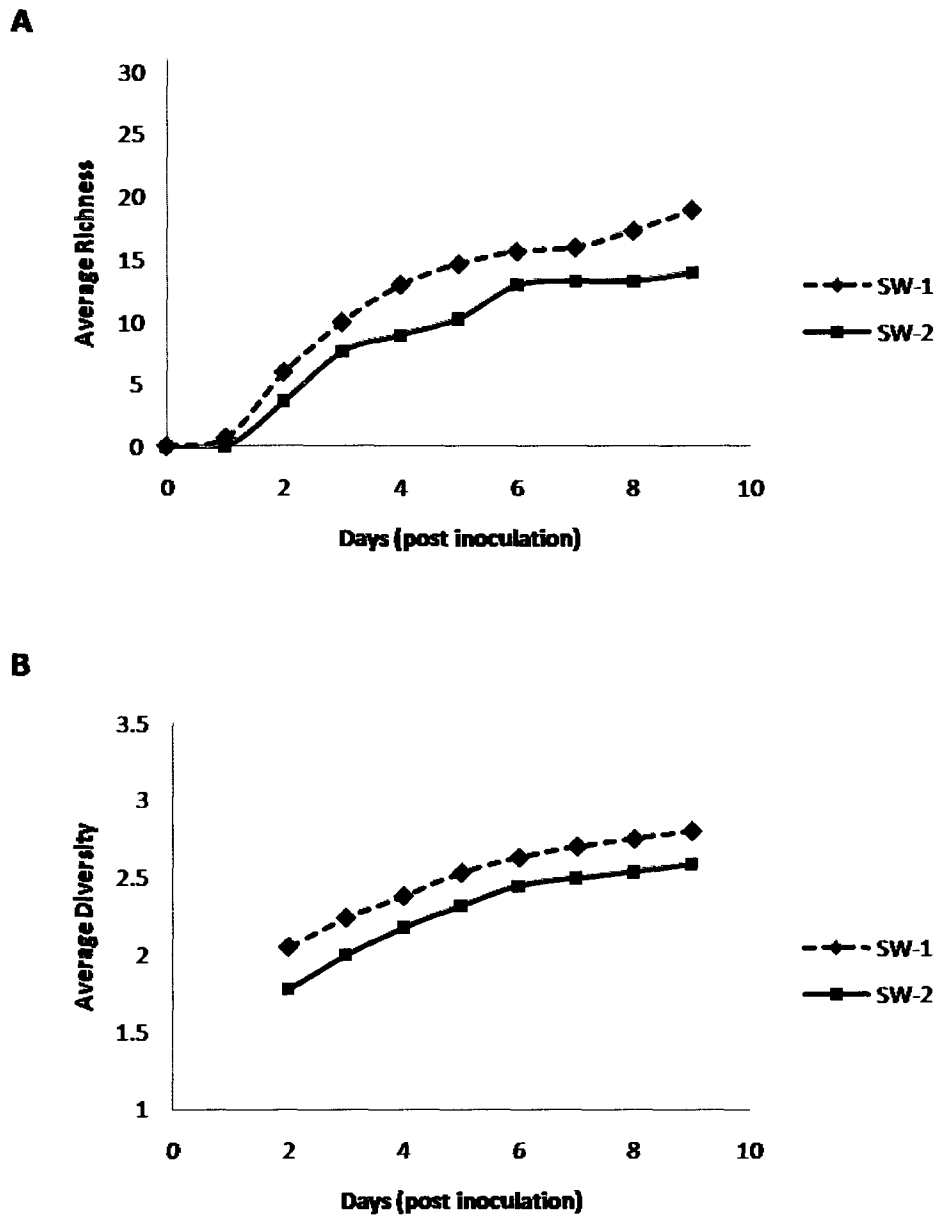 A
30
25
20
15
10
5
0
Average Richness
0 2 4 6 8 10
Days (post inoculation)
SW-1
SW-2
B
3.5
3
2.5
2
1.5
1
Average Diversity
0 2 4 6 8 10
Days (post inoculation)
SW-1
SW-2